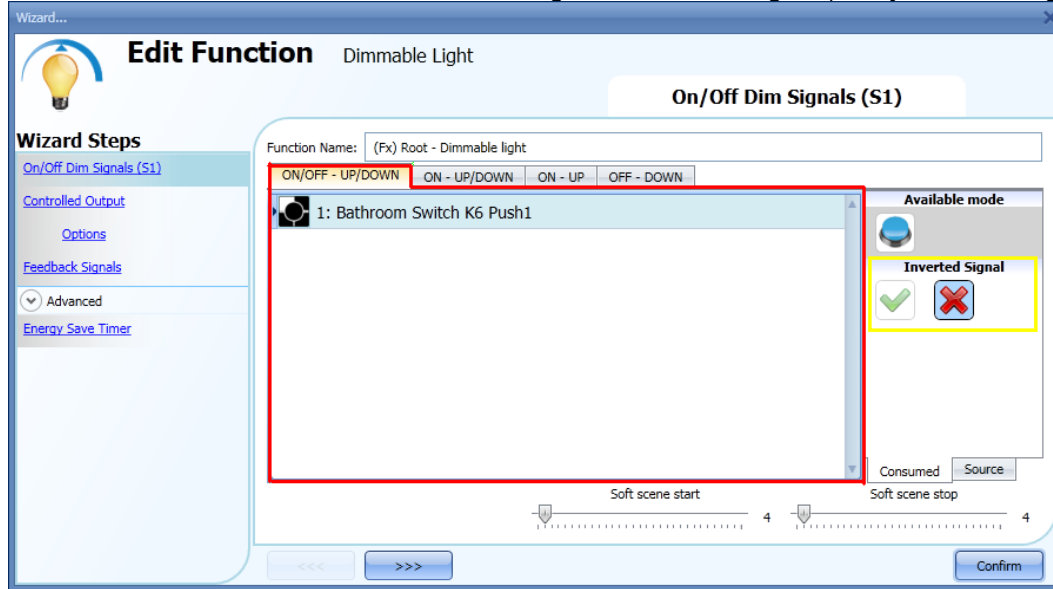 Wizard...
Edit Function Dimmable Light
On/Off Dim Signals (S1)
Wizard Steps
On/Off Dim Signals (S1)
Controlled Output
Options
Feedback Signals
Advanced
Energy Save Timer
Function Name: (Fx) Root - Dimmable light
ON/OFF - UP/DOWN ON - UP/DOWN ON - UP OFF - DOWN
1: Bathroom Switch K6 Push1
Available mode
Inverted Signal
Consumed Source
Soft scene start 4
Soft scene stop 4
<<< >>> Confirm